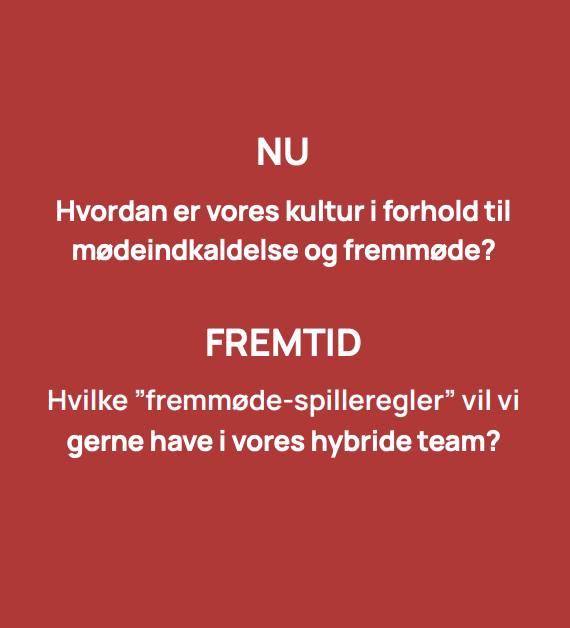 NU
Hvordan er vores kultur i forhold til
mødeindkaldelse og fremmøde?
FREMTID
Hvilke ”fremmøde-spilleregler” vil vi
gerne have i vores hybride team?